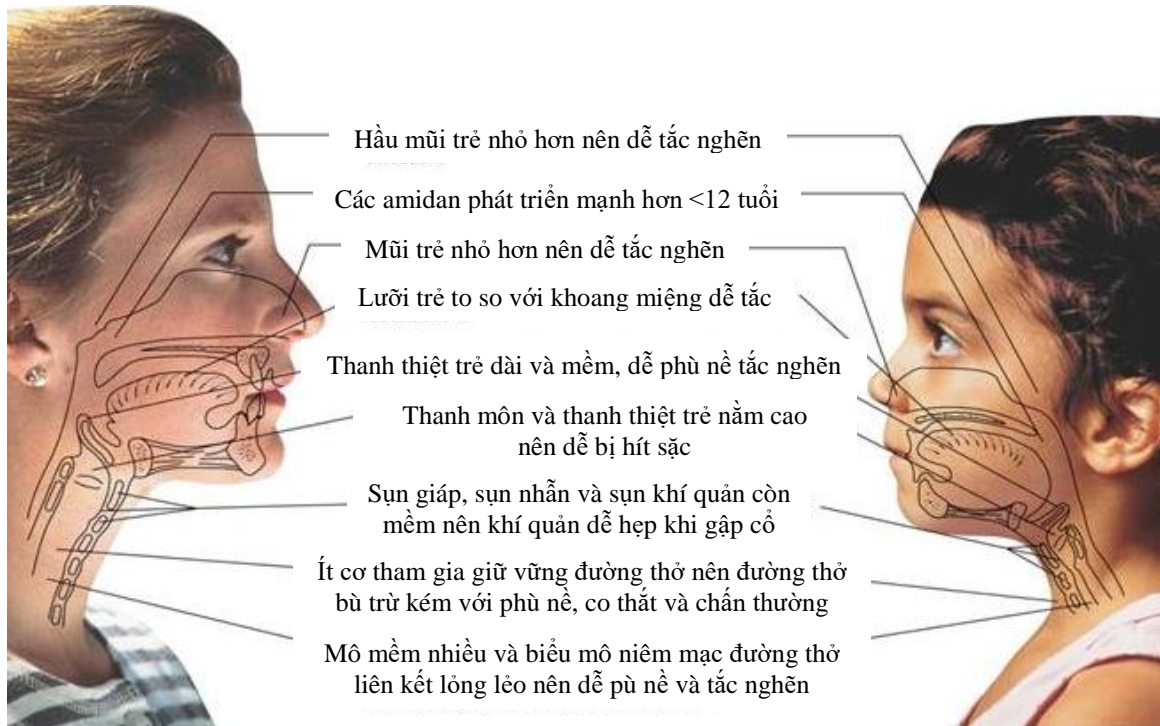 Hầu mũi trẻ nhỏ hơn nên dễ tắc nghẽn
Các amidan phát triển mạnh hơn <12 tuổi
Mũi trẻ nhỏ hơn nên dễ tắc nghẽn
Lưỡi trẻ to so với khoang miệng dễ tắc
Thanh thiệt trẻ dài và mềm, dễ phù nề tắc nghẽn
Thanh môn và thanh thiệt trẻ nằm cao
nên dễ bị hít sặc
Sụn giáp, sụn nhẫn và sụn khí quản còn
mềm nên khí quản dễ hẹp khi gập cổ
Ít cơ tham gia giữ vững đường thở nên đường thở
bù trừ kém với phù nề, co thắt và chấn thường
Mô mềm nhiều và biểu mô niêm mạc đường thở
liên kết lỏng lẻo nên dễ pù nề và tắc nghẽn